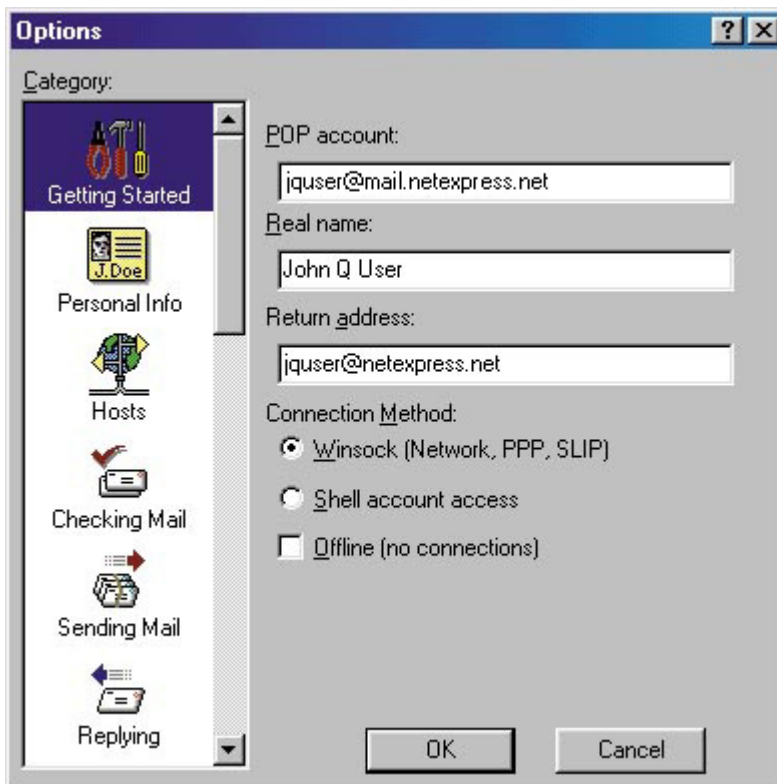 Options
Category:
Getting Started
J.Doe
Personal Info
Hosts
Checking Mail
Sending Mail
Replying
POP account:
jquser@mail.netexpress.net
Real name:
John Q User
Return address:
jquser@netexpress.net
Connection Method:
Winsock (Network, PPP, SLIP)
Shell account access
Offline (no connections)
OK
Cancel